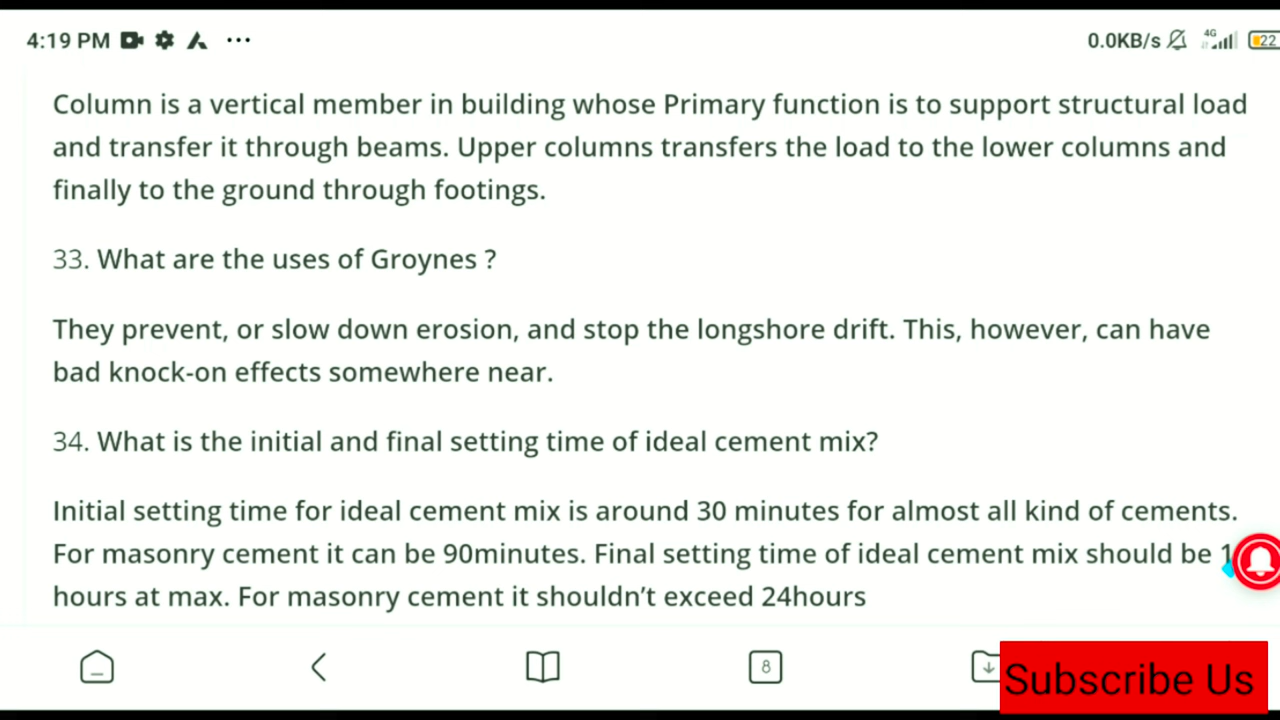 4:19 PM ...
0.0KB/s 4G 22
Column is a vertical member in building whose Primary function is to support structural load
and transfer it through beams. Upper columns transfers the load to the lower columns and
finally to the ground through footings.
33. What are the uses of Groynes ?
They prevent, or slow down erosion, and stop the longshore drift. This, however, can have
bad knock-on effects somewhere near.
34. What is the initial and final setting time of ideal cement mix?
Initial setting time for ideal cement mix is around 30 minutes for almost all kind of cements.
For masonry cement it can be 90minutes. Final setting time of ideal cement mix should be
hours at max. For masonry cement it shouldn't exceed 24hours
8
Subscribe Us